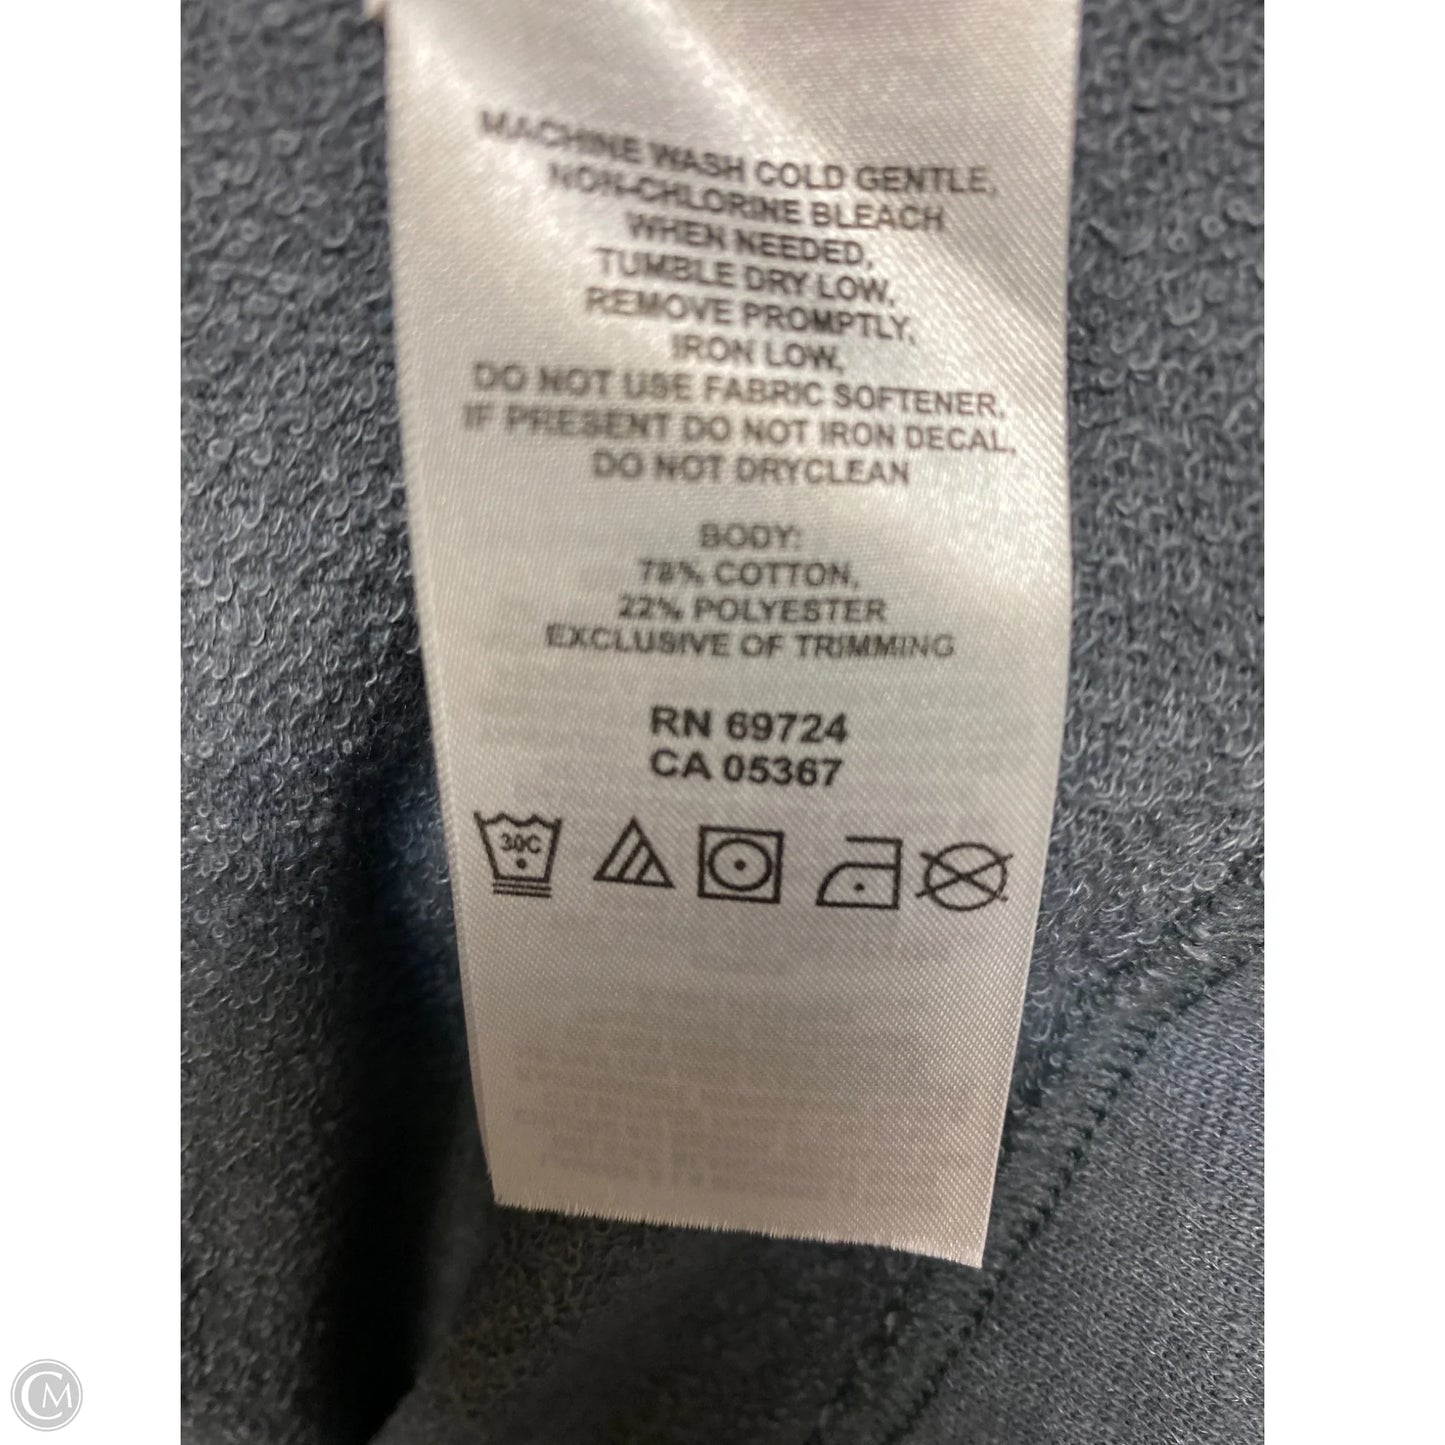 MACHINE WASH COLD GENTLE,
NON-CHLORINE BLEACH
WHEN NEEDED,
TUMBLE DRY LOW,
REMOVE PROMPTLY,
IRON LOW,
DO NOT USE FABRIC SOFTENER,
IF PRESENT DO NOT IRON DECAL,
DO NOT DRYCLEAN
BODY:
78% COTTON,
22% POLYESTER
EXCLUSIVE OF TRIMMING
RN 69724
CA 05367
30C
CM